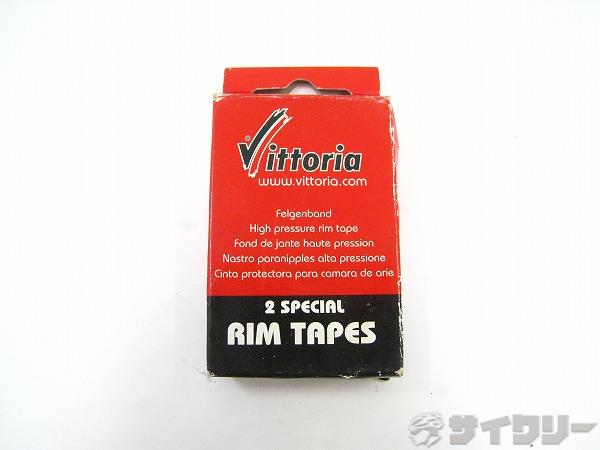 Vittoria
www.vittoria.com
Felgenband
High pressure rim tape
Fond de jante haute pression
Nastro paranipples alta pressione
Cinta protectora para camara de arie
2 SPECIAL
RIM TAPES
サイクリー